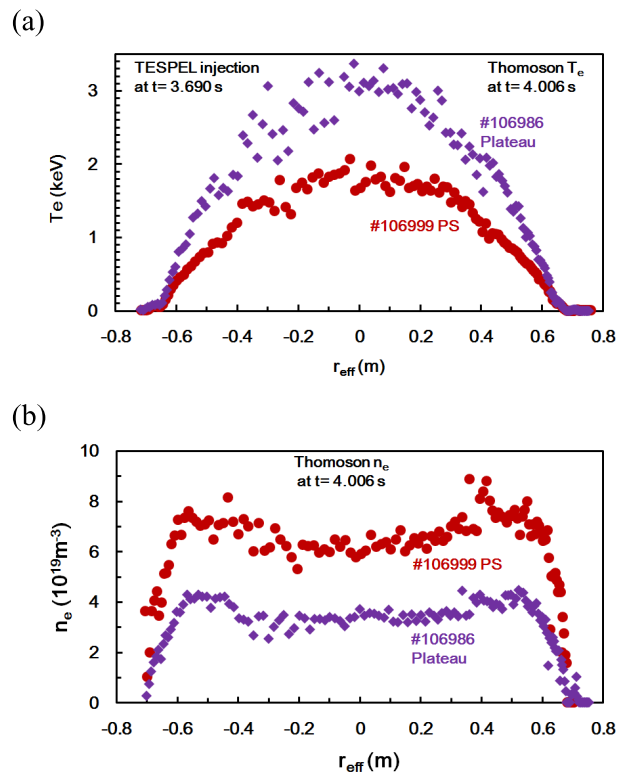 (a)
TESPEL injection
at t= 3.690 s
Thomoson Te
at t= 4.006 s
#106986
Plateau
#106999 PS
Te (keV)
3
2
1
0
-0.8 -0.6 -0.4 -0.2 0 0.2 0.4 0.6 0.8
reff (m)
(b)
Thomoson ne
at t= 4.006 s
#106999 PS
#106986
Plateau
ne (1019m-3)
10
8
6
4
2
0
-0.8 -0.6 -0.4 -0.2 0 0.2 0.4 0.6 0.8
reff (m)